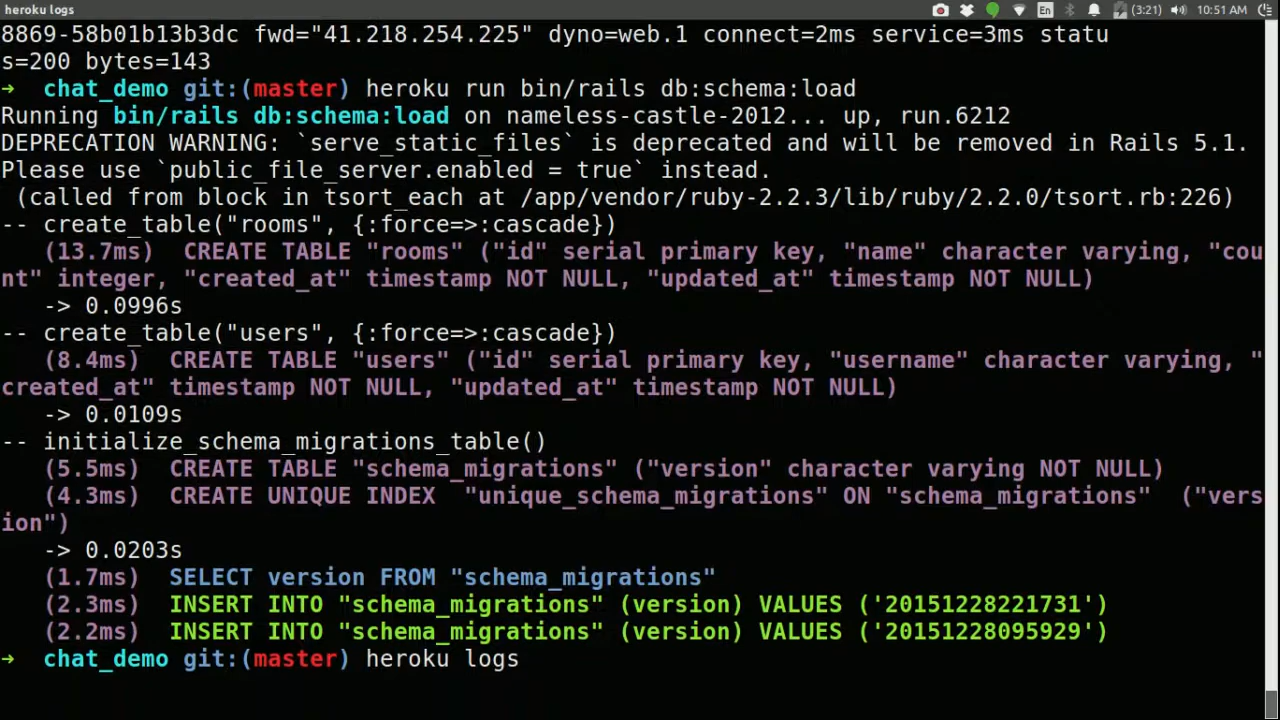 heroku logs
En (3:21) 10:51 AM
8869-58b01b13b3dc fwd="41.218.254.225" dyno=web.1 connect=2ms service=3ms statu
s=200 bytes=143
➜ chat_demo git:(master) heroku run bin/rails db:schema:load
Running bin/rails db:schema:load on nameless-castle-2012... up, run.6212
DEPRECATION WARNING: `serve_static_files` is deprecated and will be removed in Rails 5.1.
Please use `public_file_server.enabled = true` instead.
(called from block in tsort_each at /app/vendor/ruby-2.2.3/lib/ruby/2.2.0/tsort.rb:226)
-- create_table("rooms", {:force=>:cascade})
(13.7ms) CREATE TABLE "rooms" ("id" serial primary key, "name" character varying, "cou
nt" integer, "created_at" timestamp NOT NULL, "updated_at" timestamp NOT NULL)
-> 0.0996s
-- create_table("users", {:force=>:cascade})
(8.4ms) CREATE TABLE "users" ("id" serial primary key, "username" character varying, "
created_at" timestamp NOT NULL, "updated_at" timestamp NOT NULL)
-> 0.0109s
-- initialize_schema_migrations_table()
(5.5ms) CREATE TABLE "schema_migrations" ("version" character varying NOT NULL)
(4.3ms) CREATE UNIQUE INDEX "unique_schema_migrations" ON "schema_migrations" ("vers
ion")
-> 0.0203s
(1.7ms) SELECT version FROM "schema_migrations"
(2.3ms) INSERT INTO "schema_migrations" (version) VALUES ('20151228221731')
(2.2ms) INSERT INTO "schema_migrations" (version) VALUES ('20151228095929')
➜ chat_demo git:(master) heroku logs